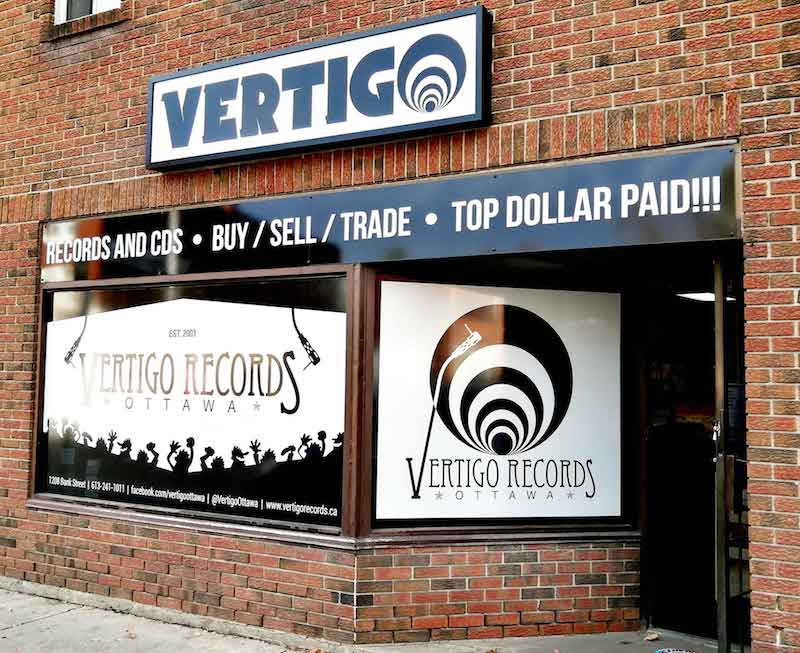 VERTIGO
RECORDS AND CDS • BUY / SELL / TRADE • TOP DOLLAR PAID!!!
EST. 2003
VERTIGO RECORDS
★ OTTAWA ★
1208 Bank Street | 613-241-1011 | facebook.com/vertigoottawa | @VertigoOttawa | www.vertigorecords.ca
VERTIGO RECORDS
★ OTTAWA ★